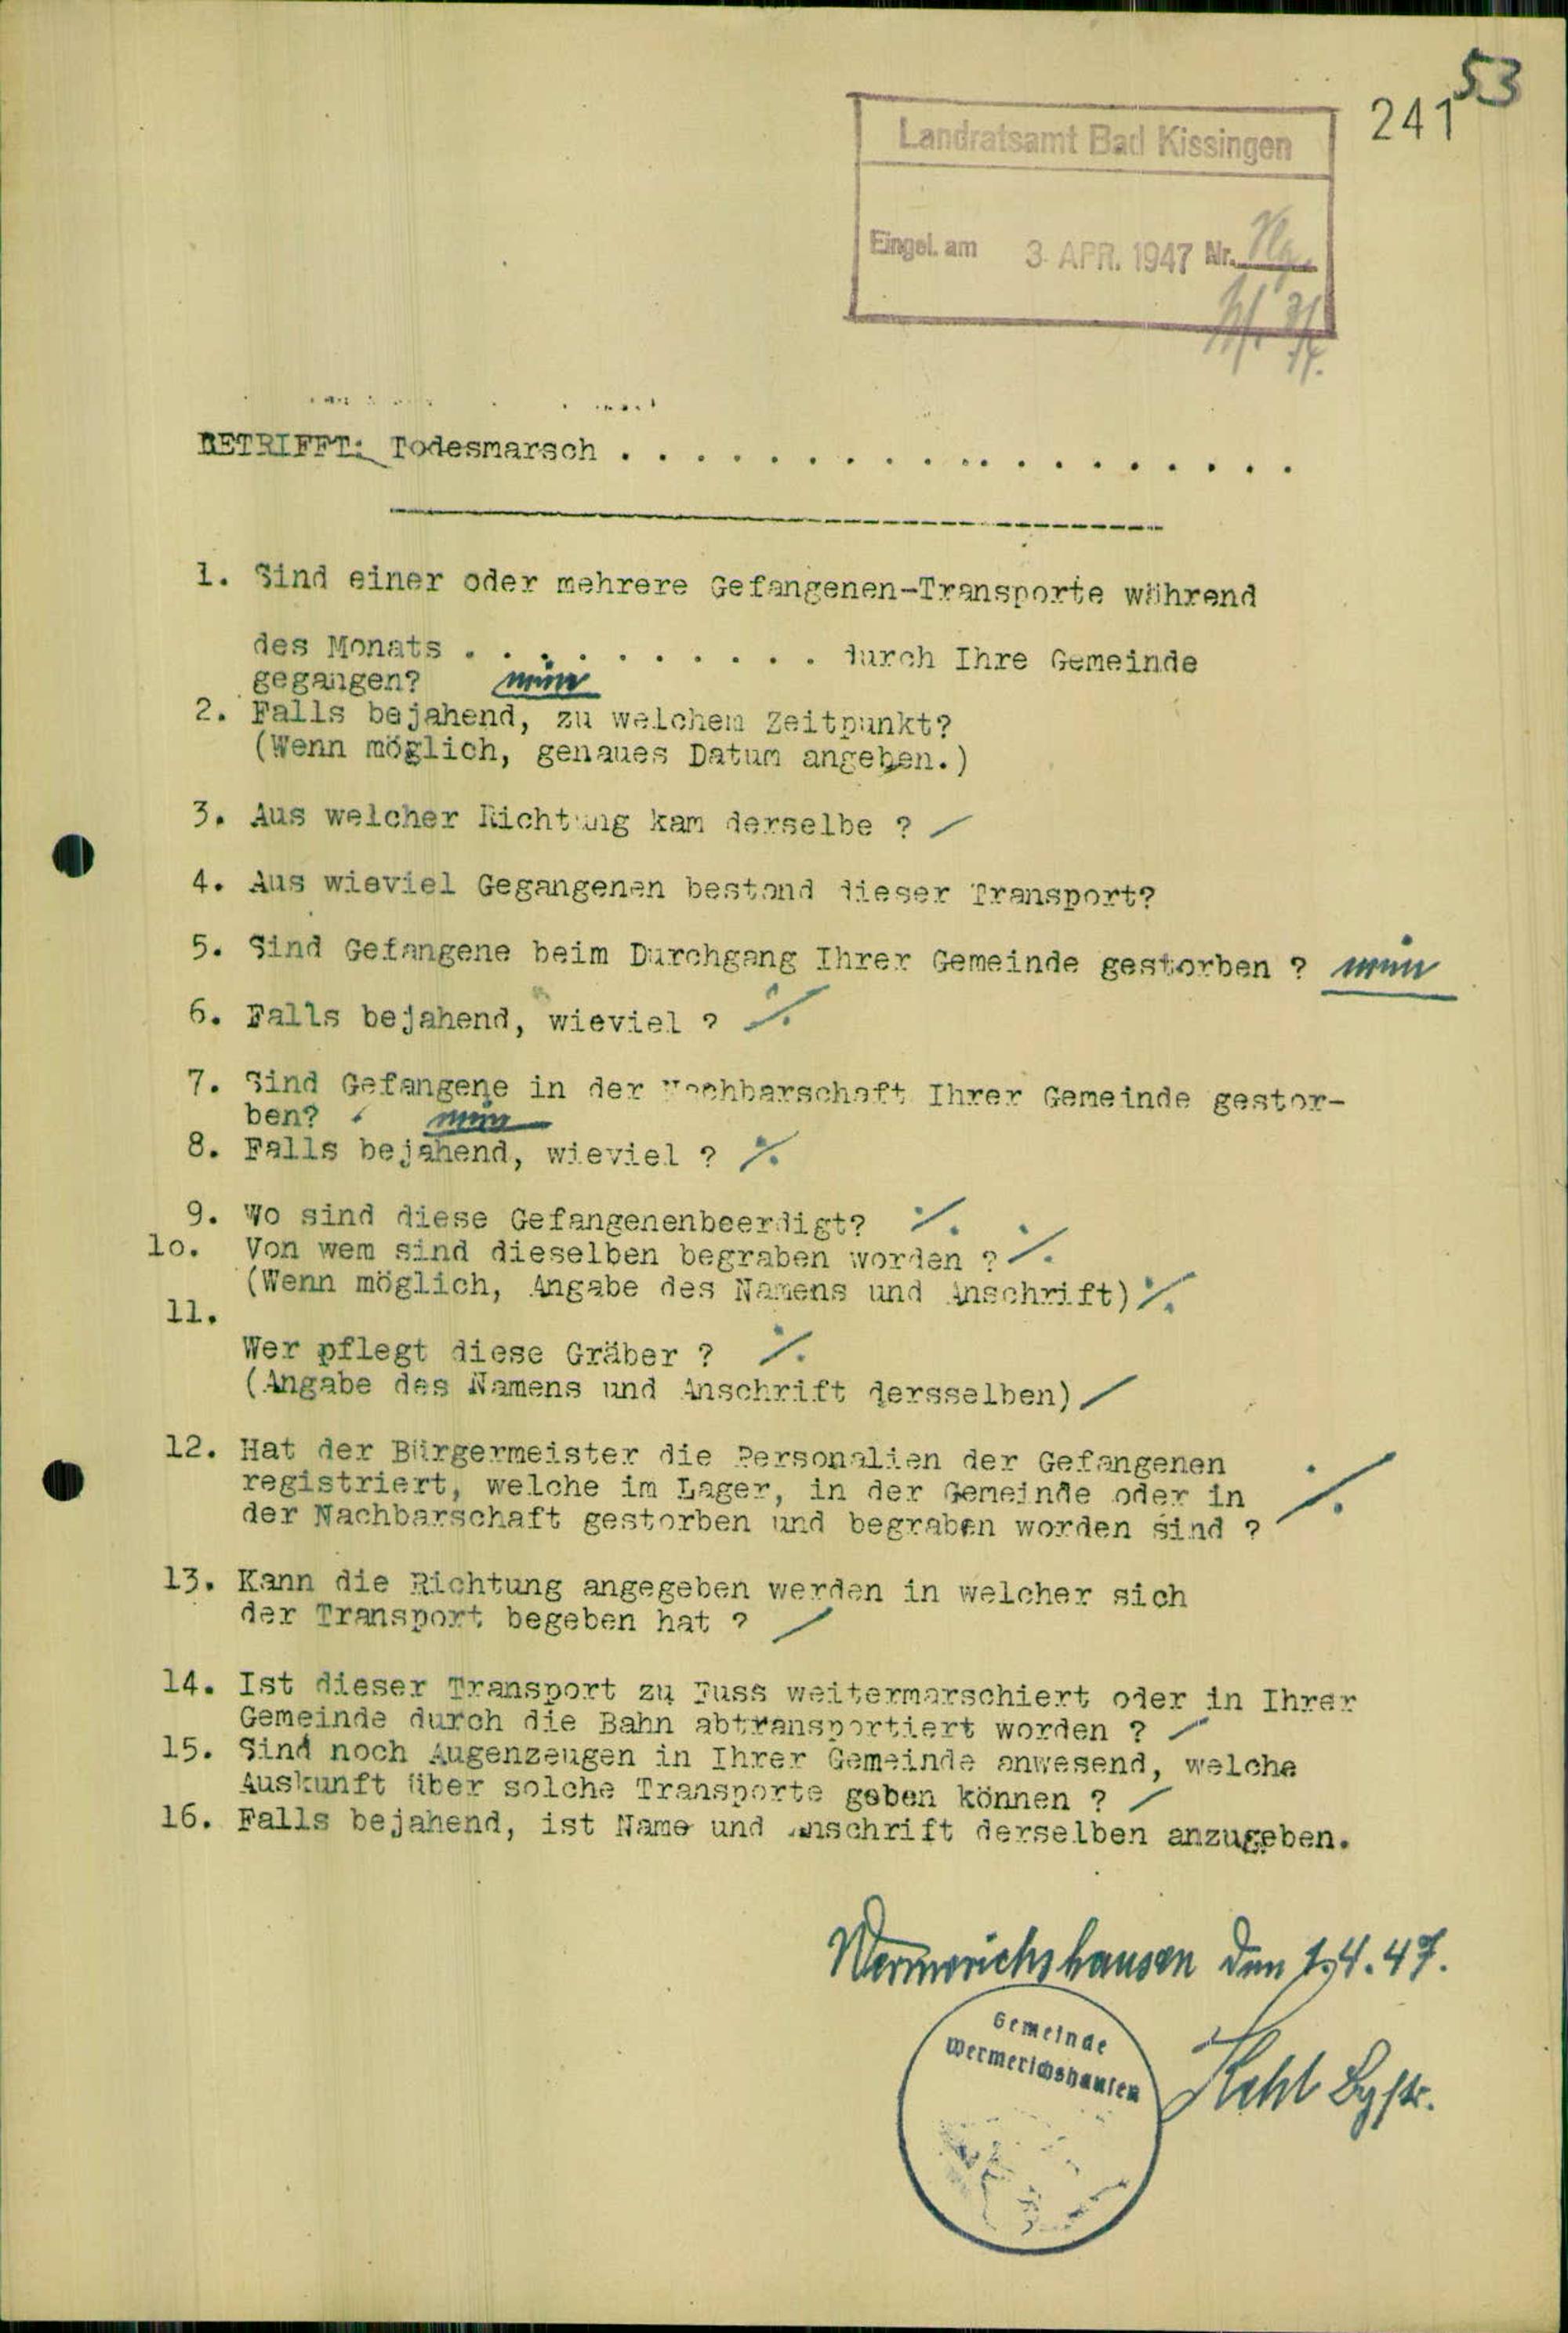 53
241
Landratsamt Bad Kissingen
Eingel. am 3. APR. 1947 Nr.
BETRIFFT: Todesmarsch . . . . . . . . . . . . . . . . . . .
1. Sind einer oder mehrere Gefangenen-Transporte während
des Monats . . . . . . . . . . durch Ihre Gemeinde
gegangen? nein
2. Falls bejahend, zu welchem Zeitpunkt?
(Wenn möglich, genaues Datum angeben.)
3. Aus welcher Richtung kam derselbe ? /
4. Aus wieviel Gegangenen bestand dieser Transport?
5. Sind Gefangene beim Durchgang Ihrer Gemeinde gestorben ? nein
6. Falls bejahend, wieviel ? ./.
7. Sind Gefangene in der Nachbarschaft Ihrer Gemeinde gestor-
ben? nein
8. Falls bejahend, wieviel ? ./.
9. Wo sind diese Gefangenenbeerdigt? ./.
10. Von wem sind dieselben begraben worden ? ./.
(Wenn möglich, Angabe des Namens und Anschrift) ./.
11.
Wer pflegt diese Gräber ? ./.
(Angabe des Namens und Anschrift dersselben) /
12. Hat der Bürgermeister die Personalien der Gefangenen
registriert, welche im Lager, in der Gemeinde oder in
der Nachbarschaft gestorben und begraben worden sind ? ./.
13. Kann die Richtung angegeben werden in welcher sich
der Transport begeben hat ? /
14. Ist dieser Transport zu Fuss weitermarschiert oder in Ihrer
Gemeinde durch die Bahn abtransportiert worden ? /
15. Sind noch Augenzeugen in Ihrer Gemeinde anwesend, welche
Auskunft über solche Transporte geben können ? /
16. Falls bejahend, ist Name und Anschrift derselben anzugeben.
Wermerichshausen den 1.4.47.
Gemeinde
Wermerichshausen
Kehl Bgstr.